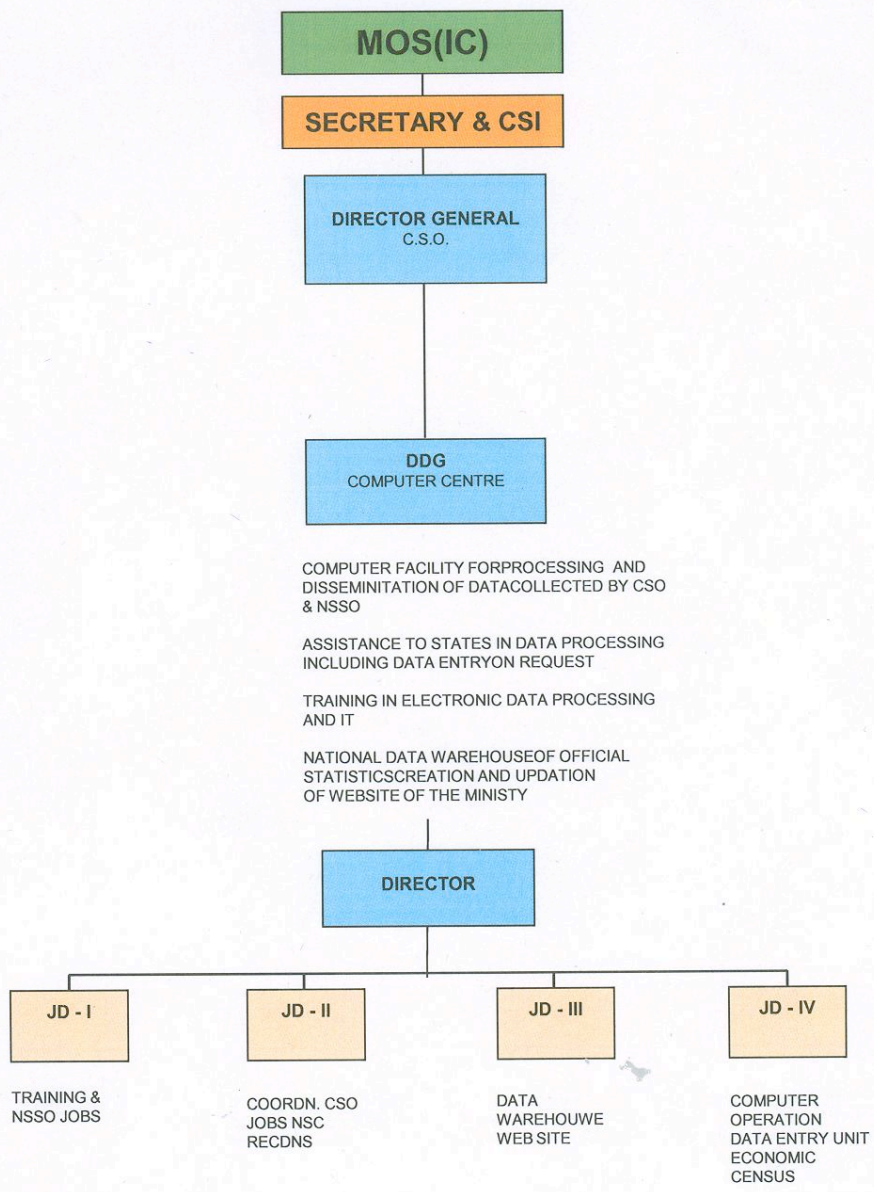 MOS(IC)
SECRETARY & CSI
DIRECTOR GENERAL
C.S.O.
DDG
COMPUTER CENTRE
COMPUTER FACILITY FORPROCESSING AND
DISSEMINITATION OF DATACOLLECTED BY CSO
& NSSO
ASSISTANCE TO STATES IN DATA PROCESSING
INCLUDING DATA ENTRYON REQUEST
TRAINING IN ELECTRONIC DATA PROCESSING
AND IT
NATIONAL DATA WAREHOUSEOF OFFICIAL
STATISTICSCREATION AND UPDATION
OF WEBSITE OF THE MINISTY
DIRECTOR
JD - I
TRAINING &
NSSO JOBS
JD - II
COORDN. CSO
JOBS NSC
RECDNS
JD - III
DATA
WAREHOUWE
WEB SITE
JD - IV
COMPUTER
OPERATION
DATA ENTRY UNIT
ECONOMIC
CENSUS